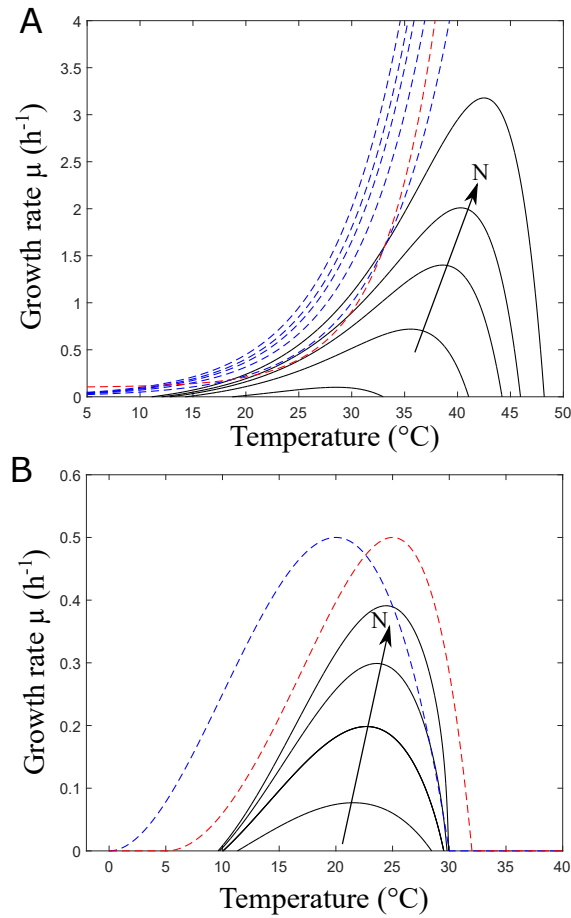 A
Growth rate μ (h⁻¹)
4
3.5
3
2.5
2
1.5
1
0.5
0
N
5 10 15 20 25 30 35 40 45 50
Temperature (°C)
B
Growth rate μ (h⁻¹)
0.6
0.5
0.4
0.3
0.2
0.1
0
N
0 5 10 15 20 25 30 35 40
Temperature (°C)